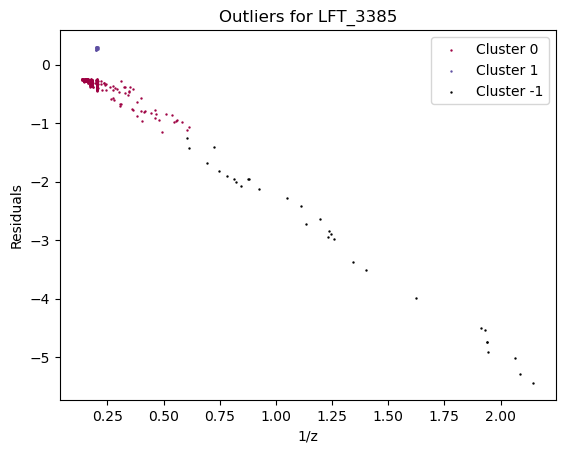 Outliers for LFT_3385
Cluster 0
Cluster 1
Cluster -1
Residuals
0
−1
−2
−3
−4
−5
0.25 0.50 0.75 1.00 1.25 1.50 1.75 2.00
1/z